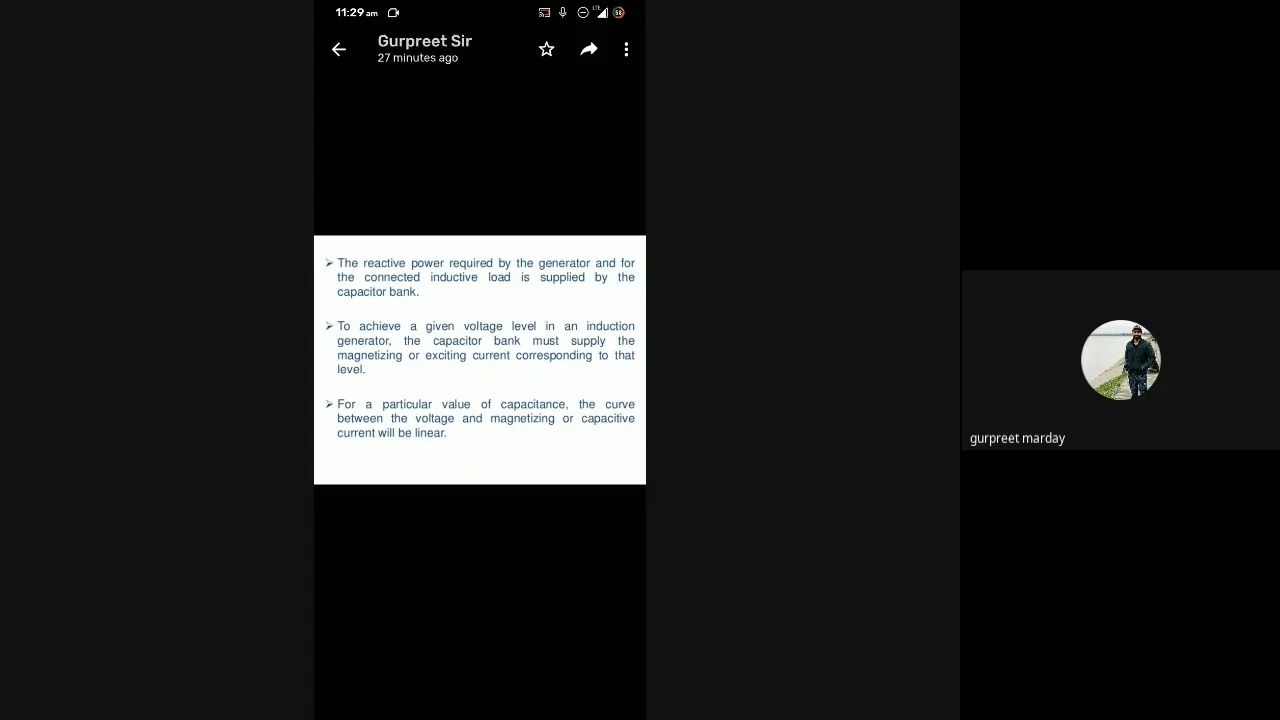 11:29 am
LTE
58
Gurpreet Sir
27 minutes ago
➢ The reactive power required by the generator and for
the connected inductive load is supplied by the
capacitor bank.
➢ To achieve a given voltage level in an induction
generator, the capacitor bank must supply the
magnetizing or exciting current corresponding to that
level.
➢ For a particular value of capacitance, the curve
between the voltage and magnetizing or capacitive
current will be linear.
gurpreet marday